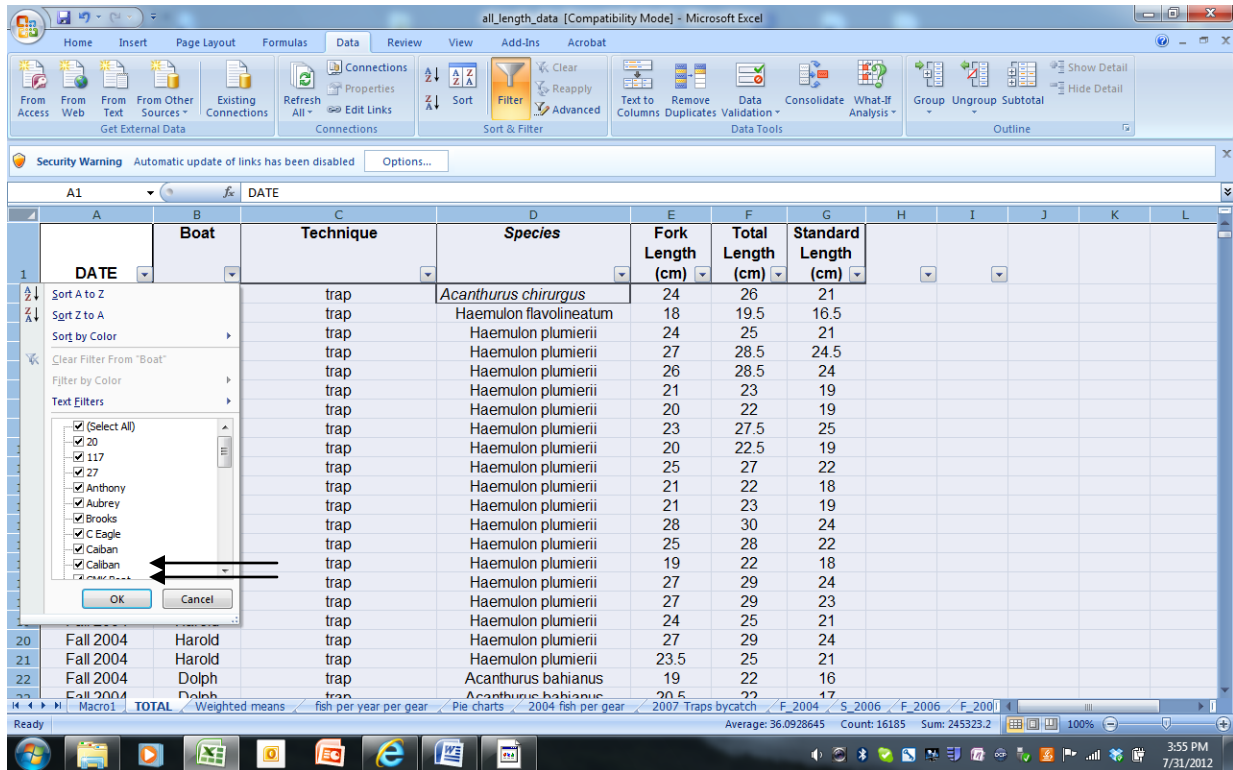 all_length_data [Compatibility Mode] - Microsoft Excel
Home Insert Page Layout Formulas Data Review View Add-Ins Acrobat
From Access From Web From Text From Other Sources Existing Connections
Get External Data
Refresh All Connections Properties Edit Links
Connections
Sort Filter Clear Reapply Advanced
Sort & Filter
Text to Columns Remove Duplicates Data Validation Consolidate What-If Analysis
Data Tools
Group Ungroup Subtotal Show Detail Hide Detail
Outline
Security Warning Automatic update of links has been disabled Options...
A1 fx DATE
A B C D E F G H I J K L
1 DATE Boat Technique Species Fork Length (cm) Total Length (cm) Standard Length (cm)
Sort A to Z
Sort Z to A
Sort by Color
Clear Filter From "Boat"
Filter by Color
Text Filters
(Select All)
20
117
27
Anthony
Aubrey
Brooks
C Eagle
Caiban
Caliban
OK Cancel
trap Acanthurus chirurgus 24 26 21
trap Haemulon flavolineatum 18 19.5 16.5
trap Haemulon plumierii 24 25 21
trap Haemulon plumierii 27 28.5 24.5
trap Haemulon plumierii 26 28.5 24
trap Haemulon plumierii 21 23 19
trap Haemulon plumierii 20 22 19
trap Haemulon plumierii 23 27.5 25
trap Haemulon plumierii 20 22.5 19
trap Haemulon plumierii 25 27 22
trap Haemulon plumierii 21 22 18
trap Haemulon plumierii 21 23 19
trap Haemulon plumierii 28 30 24
trap Haemulon plumierii 25 28 22
trap Haemulon plumierii 19 22 18
trap Haemulon plumierii 27 29 24
trap Haemulon plumierii 27 29 23
trap Haemulon plumierii 24 25 21
20 Fall 2004 Harold trap Haemulon plumierii 27 29 24
21 Fall 2004 Harold trap Haemulon plumierii 23.5 25 21
22 Fall 2004 Dolph trap Acanthurus bahianus 19 22 16
23 Fall 2004 Dolph trap Acanthurus bahianus 20.5 22 17
Macro1 TOTAL Weighted means fish per year per gear Pie charts 2004 fish per gear 2007 Traps bycatch F_2004 S_2006 F_2006 F_200
Ready Average: 36.0928645 Count: 16185 Sum: 245323.2 100%
3:55 PM
7/31/2012